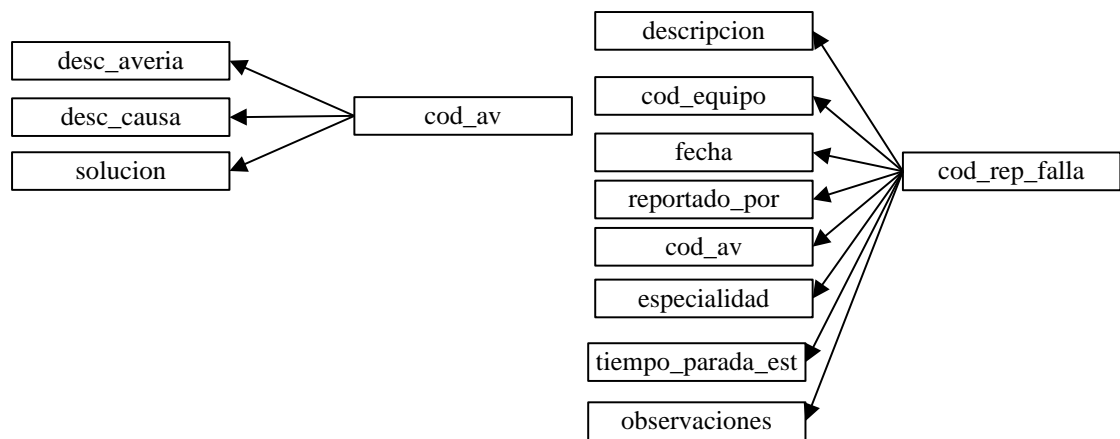 desc_averia
desc_causa
solucion
cod_av
descripcion
cod_equipo
fecha
reportado_por
cod_av
especialidad
tiempo_parada_est
observaciones
cod_rep_falla